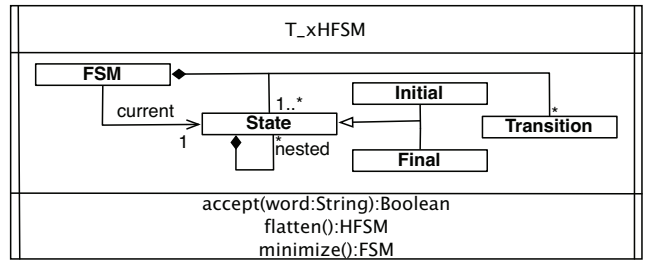 T_xHFSM
FSM
Initial
current
1..*
*
State
Transition
1
*
nested
Final
accept(word:String):Boolean
flatten():HFSM
minimize():FSM